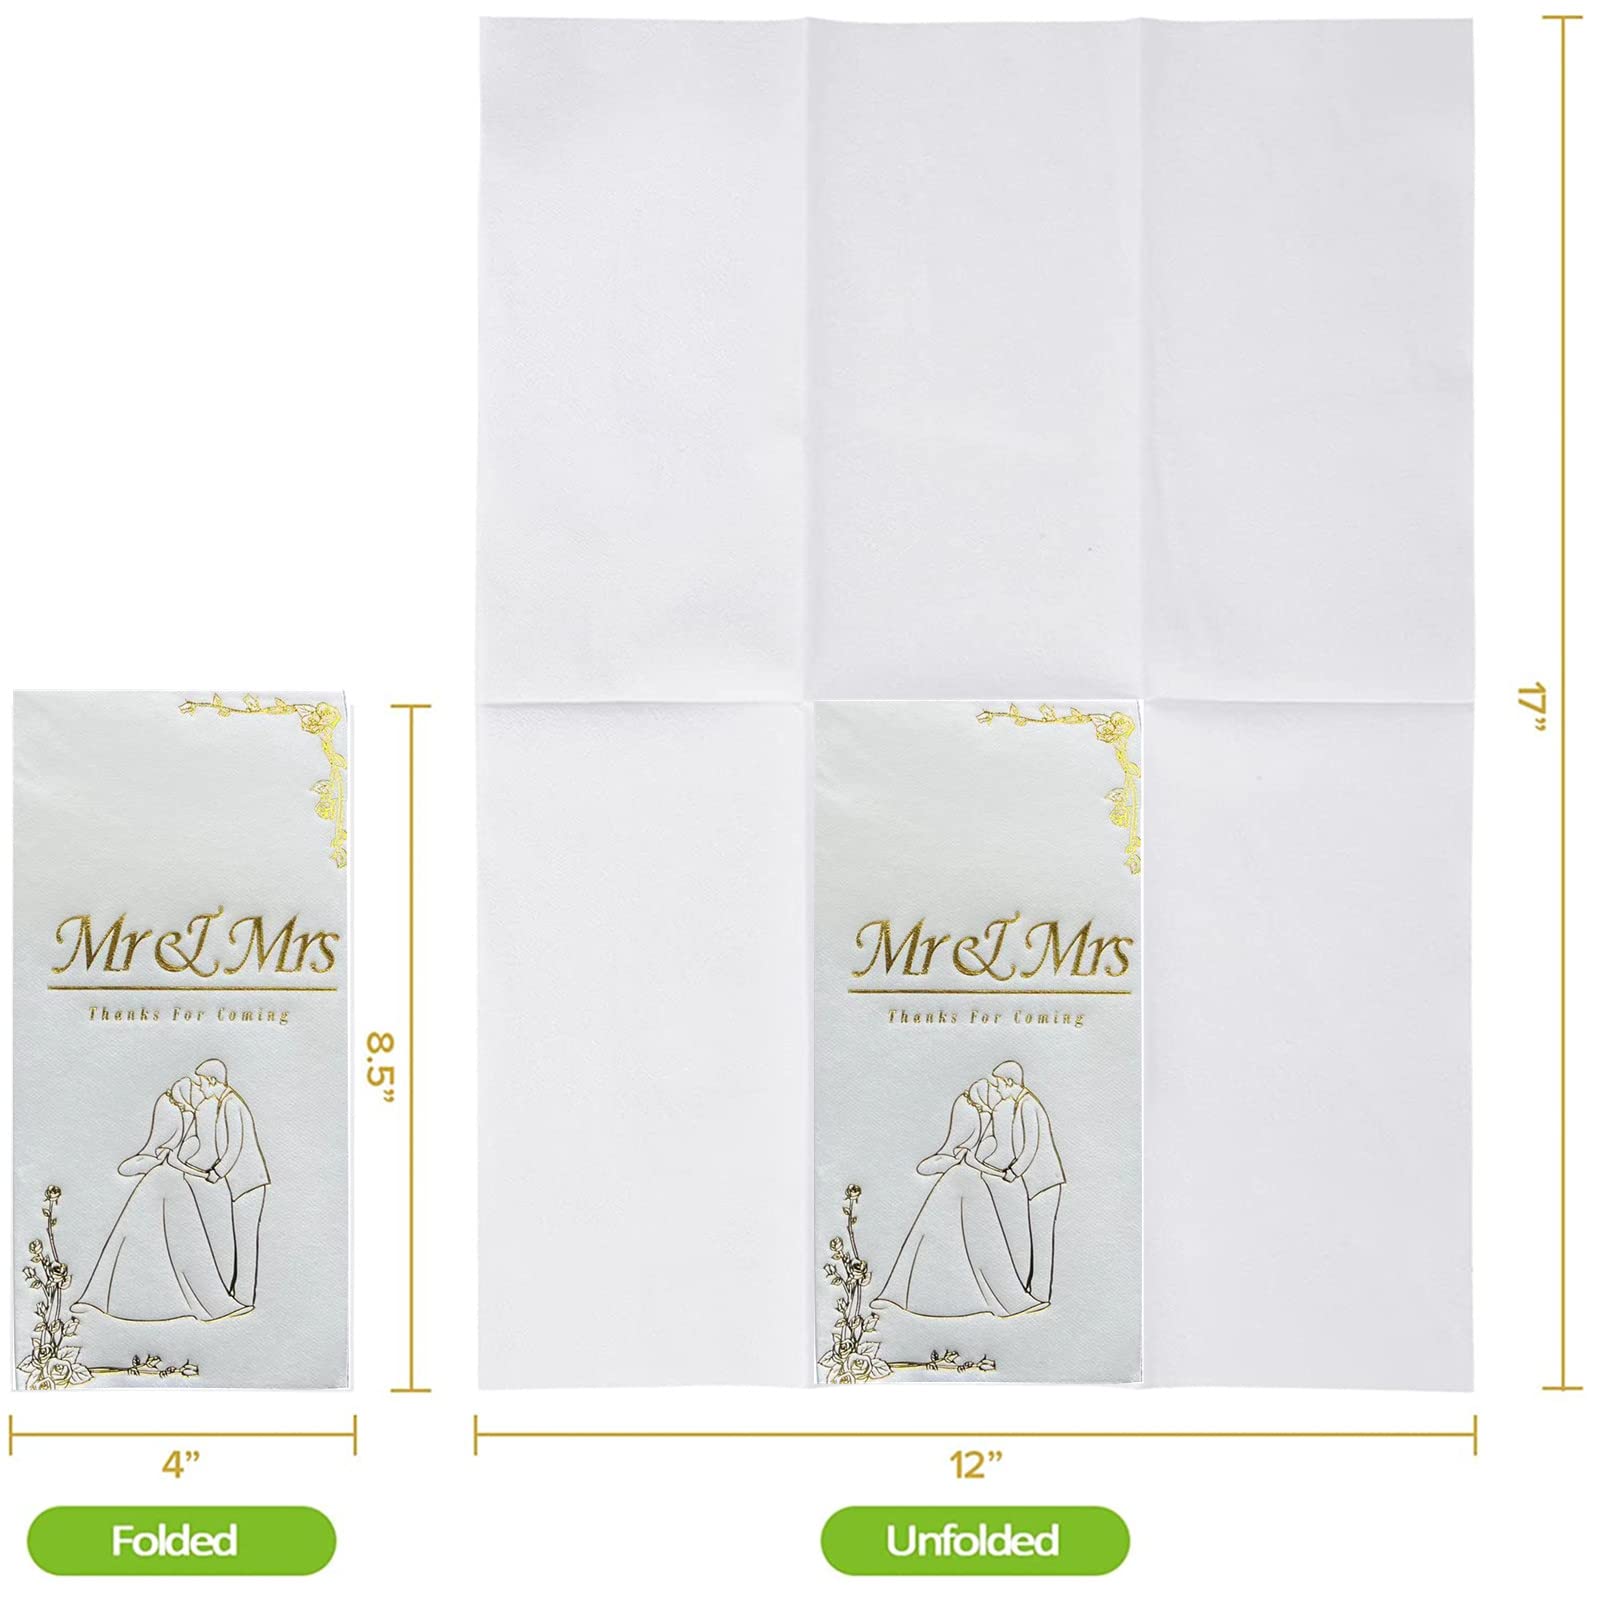 Mr & Mrs
Thanks For Coming
8.5”
4”
Folded
Mr & Mrs
Thanks For Coming
17”
12”
Unfolded